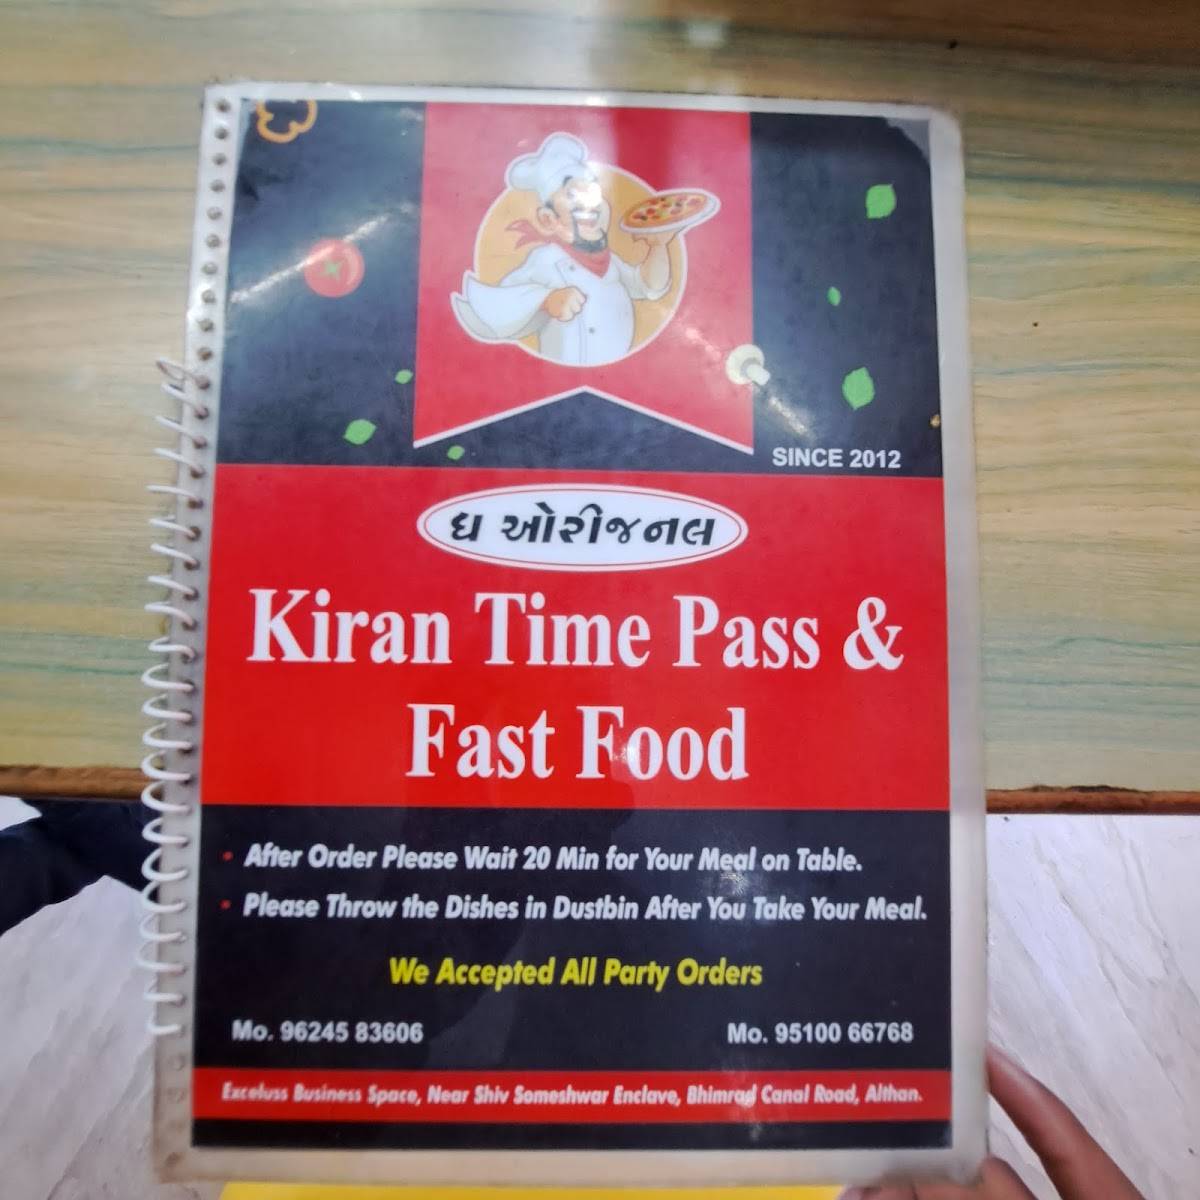 SINCE 2012
ધ ઓરીજનલ
Kiran Time Pass &
Fast Food
• After Order Please Wait 20 Min for Your Meal on Table.
• Please Throw the Dishes in Dustbin After You Take Your Meal.
We Accepted All Party Orders
Mo. 96245 83606 Mo. 95100 66768
Exceluss Business Space, Near Shiv Someshwar Enclave, Bhimrad Canal Road, Althan.